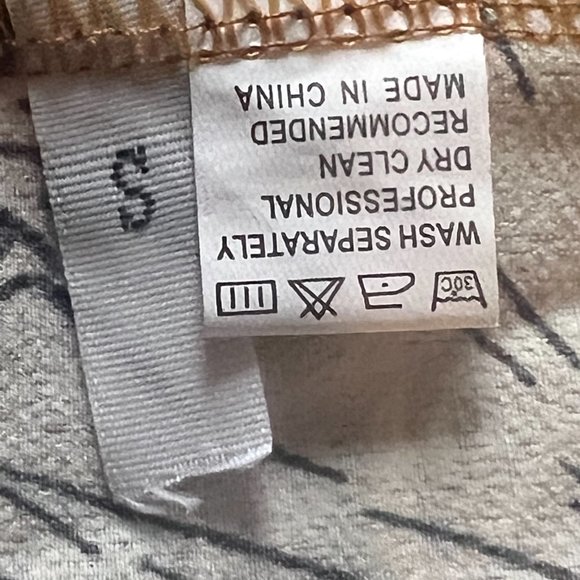 30C
WASH SEPARATELY
PROFESSIONAL
DRY CLEAN
RECOMMENDED
MADE IN CHINA